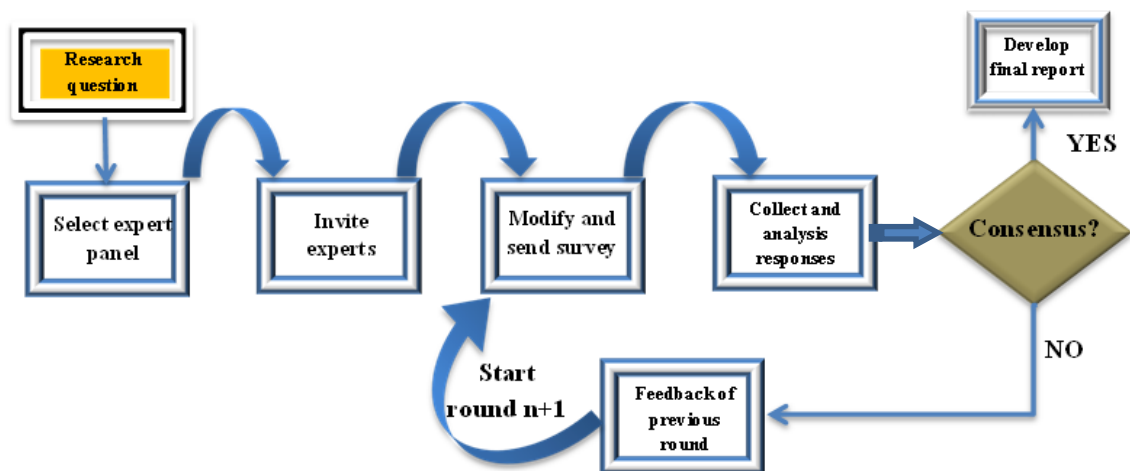 Research
question
Select expert
panel
Invite
experts
Modify and
send survey
Collect and
analysis
responses
Consensus?
YES
Develop
final report
NO
Feedback of
previous
round
Start
round n+1